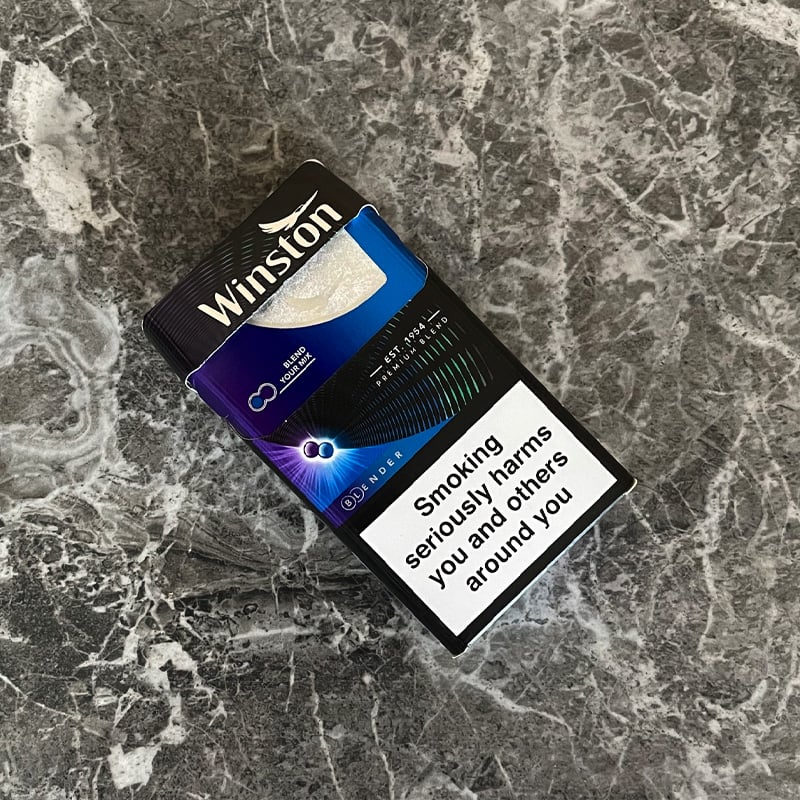 Winston
BLEND
YOUR MIX
EST. 1954
PREMIUM BLEND
BLENDER
Smoking
seriously harms
you and others
around you